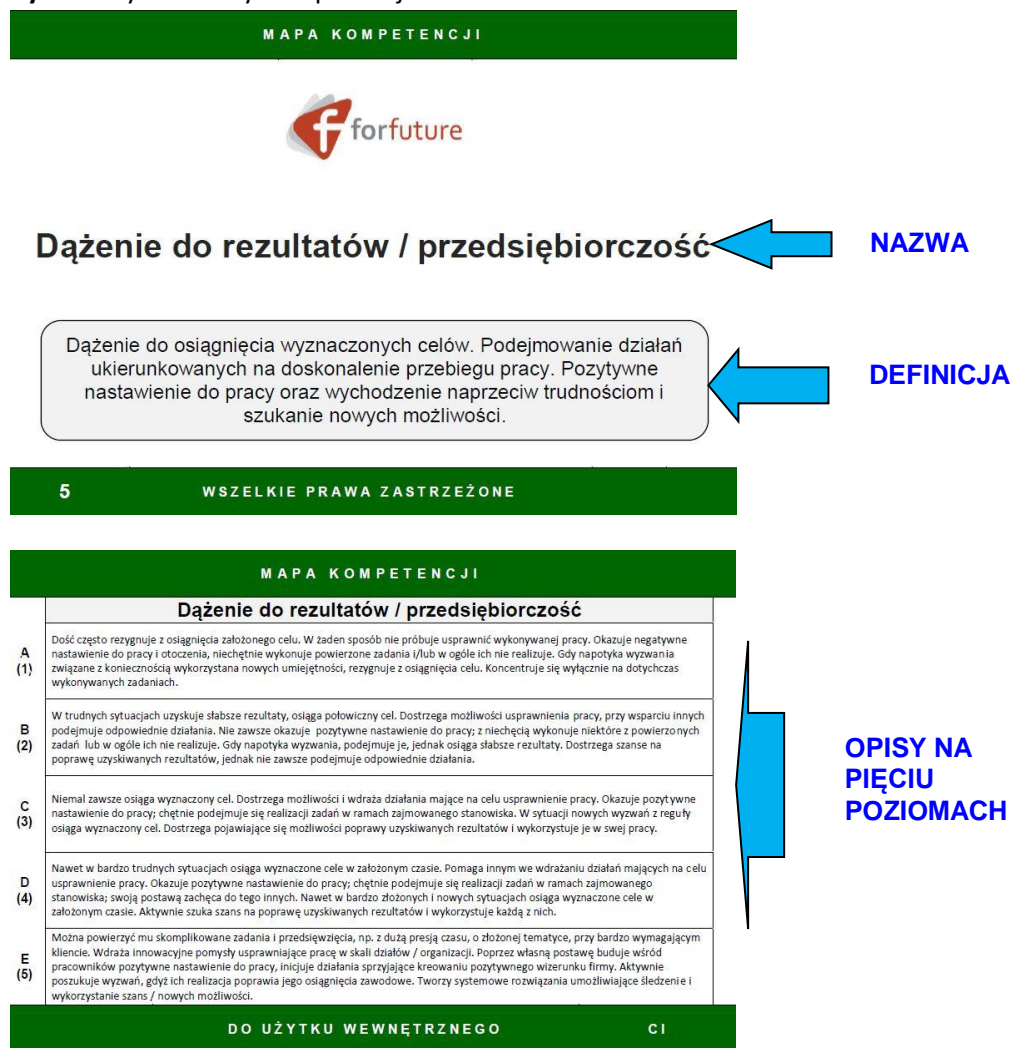 MAPA KOMPETENCJI
forfuture
Dążenie do rezultatów / przedsiębiorczość
NAZWA
Dążenie do osiągnięcia wyznaczonych celów. Podejmowanie działań
ukierunkowanych na doskonalenie przebiegu pracy. Pozytywne
nastawienie do pracy oraz wychodzenie naprzeciw trudnościom i
szukanie nowych możliwości.
DEFINICJA
5 WSZELKIE PRAWA ZASTRZEŻONE
MAPA KOMPETENCJI
Dążenie do rezultatów / przedsiębiorczość
A
(1)
Dość często rezygnuje z osiągnięcia założonego celu. W żaden sposób nie próbuje usprawnić wykonywanej pracy. Okazuje negatywne
nastawienie do pracy i otoczenia, niechętnie wykonuje powierzone zadania i/lub w ogóle ich nie realizuje. Gdy napotyka wyzwania
związane z koniecznością wykorzystana nowych umiejętności, rezygnuje z osiągnięcia celu. Koncentruje się wyłącznie na dotychczas
wykonywanych zadaniach.
B
(2)
W trudnych sytuacjach uzyskuje słabsze rezultaty, osiąga połowiczny cel. Dostrzega możliwości usprawnienia pracy, przy wsparciu innych
podejmuje odpowiednie działania. Nie zawsze okazuje pozytywne nastawienie do pracy; z niechęcią wykonuje niektóre z powierzonych
zadań lub w ogóle ich nie realizuje. Gdy napotyka wyzwania, podejmuje je, jednak osiąga słabsze rezultaty. Dostrzega szanse na
poprawę uzyskiwanych rezultatów, jednak nie zawsze podejmuje odpowiednie działania.
C
(3)
Niemal zawsze osiąga wyznaczony cel. Dostrzega możliwości i wdraża działania mające na celu usprawnienie pracy. Okazuje pozytywne
nastawienie do pracy; chętnie podejmuje się realizacji zadań w ramach zajmowanego stanowiska. W sytuacji nowych wyzwań z reguły
osiąga wyznaczony cel. Dostrzega pojawiające się możliwości poprawy uzyskiwanych rezultatów i wykorzystuje je w swej pracy.
D
(4)
Nawet w bardzo trudnych sytuacjach osiąga wyznaczone cele w założonym czasie. Pomaga innym we wdrażaniu działań mających na celu
usprawnienie pracy. Okazuje pozytywne nastawienie do pracy; chętnie podejmuje się realizacji zadań w ramach zajmowanego
stanowiska; swoją postawą zachęca do tego innych. Nawet w bardzo złożonych i nowych sytuacjach osiąga wyznaczone cele w
założonym czasie. Aktywnie szuka szans na poprawę uzyskiwanych rezultatów i wykorzystuje każdą z nich.
E
(5)
Można powierzyć mu skomplikowane zadania i przedsięwzięcia, np. z dużą presją czasu, o złożonej tematyce, przy bardzo wymagającym
kliencie. Wdraża innowacyjne pomysły usprawniające pracę w skali działów / organizacji. Poprzez własną postawę buduje wśród
pracowników pozytywne nastawienie do pracy, inicjuje działania sprzyjające kreowaniu pozytywnego wizerunku firmy. Aktywnie
poszukuje wyzwań, gdyż ich realizacja poprawia jego osiągnięcia zawodowe. Tworzy systemowe rozwiązania umożliwiające śledzenie i
wykorzystanie szans / nowych możliwości.
OPISY NA
PIĘCIU
POZIOMACH
DO UŻYTKU WEWNĘTRZNEGO CI